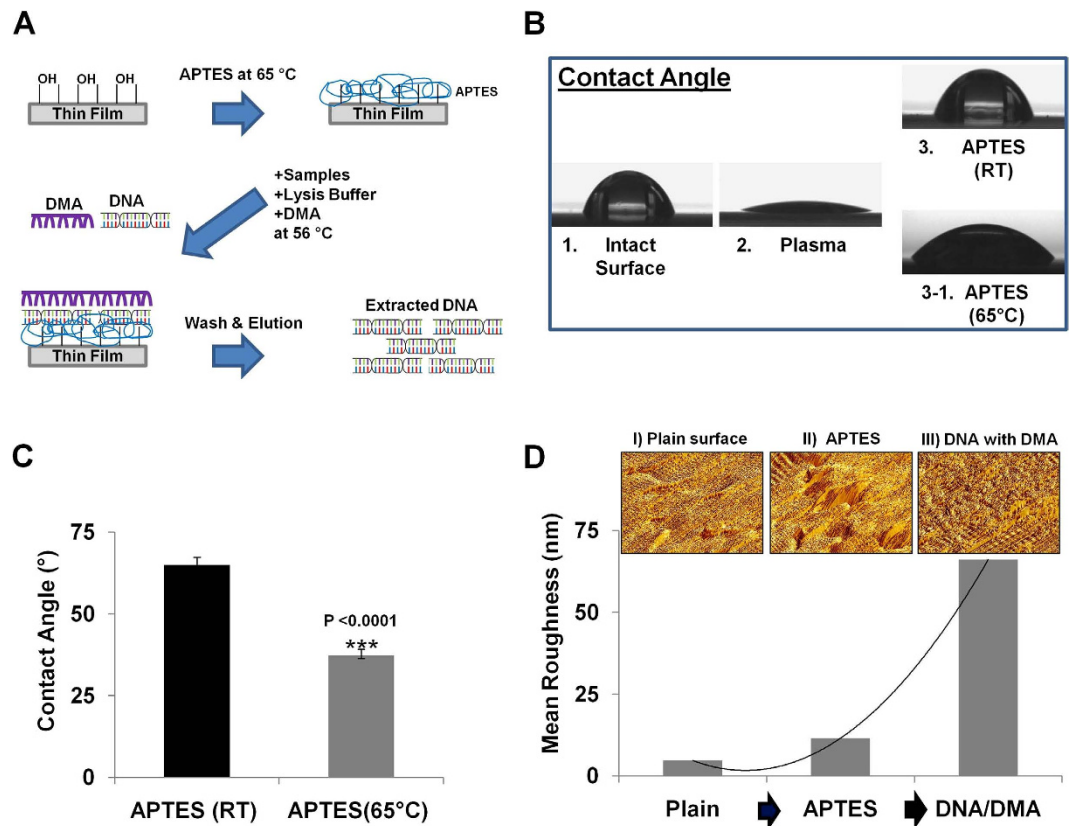 A
OH OH OH
Thin Film
APTES at 65 °C
APTES
Thin Film
DMA DNA
+Samples
+Lysis Buffer
+DMA
at 56 °C
Thin Film
Wash & Elution
Extracted DNA
B
Contact Angle
1. Intact
Surface
2. Plasma
3. APTES
(RT)
3-1. APTES
(65°C)
C
Contact Angle (°)
75
50
25
0
P <0.0001
***
APTES (RT) APTES(65°C)
D
I) Plain surface II) APTES III) DNA with DMA
Mean Roughness (nm)
75
50
25
0
Plain APTES DNA/DMA